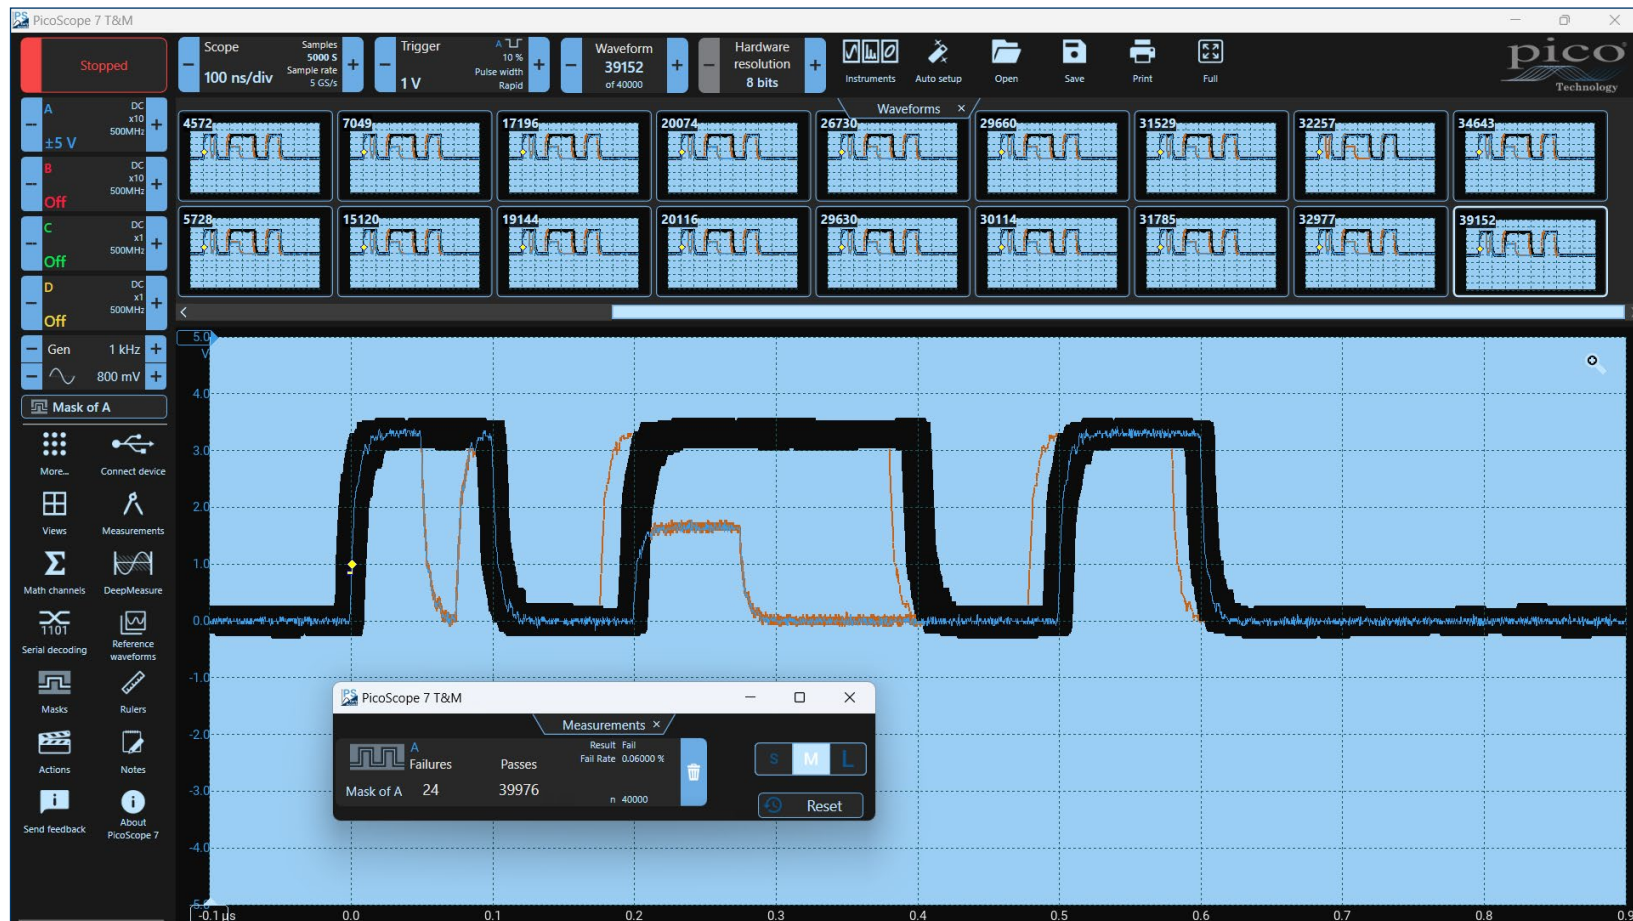 PicoScope 7 T&M
Stopped
Scope
100 ns/div
Samples
5000 S
Sample rate
5 GS/s
Trigger
1 V
A
10 %
Pulse width
Rapid
Waveform
39152
of 40000
Hardware
resolution
8 bits
Instruments
Auto setup
Open
Save
Print
Full
pico
Technology
A
DC
x10
500MHz
±5 V
B
DC
x10
500MHz
Off
C
DC
x1
500MHz
Off
D
DC
x1
500MHz
Off
Gen
1 kHz
800 mV
Mask of A
More...
Connect device
Views
Measurements
Math channels
DeepMeasure
1101
Serial decoding
Reference
waveforms
Masks
Rulers
Actions
Notes
Send feedback
About
PicoScope 7
Waveforms ×
4572 7049 17196 20074 26730 29660 31529 32257 34643
5728 15120 19144 20116 29630 30114 31785 32977 39152
5.0
V
4.0
3.0
2.0
1.0
0.0
-1.0
-2.0
-3.0
-4.0
-5.0
-0.1 µs 0.0 0.1 0.2 0.3 0.4 0.5 0.6 0.7 0.8 0.9
PicoScope 7 T&M
Measurements ×
A
Failures
Passes
Result Fail
Fail Rate 0.06000 %
Mask of A 24 39976
n 40000
S M L
Reset